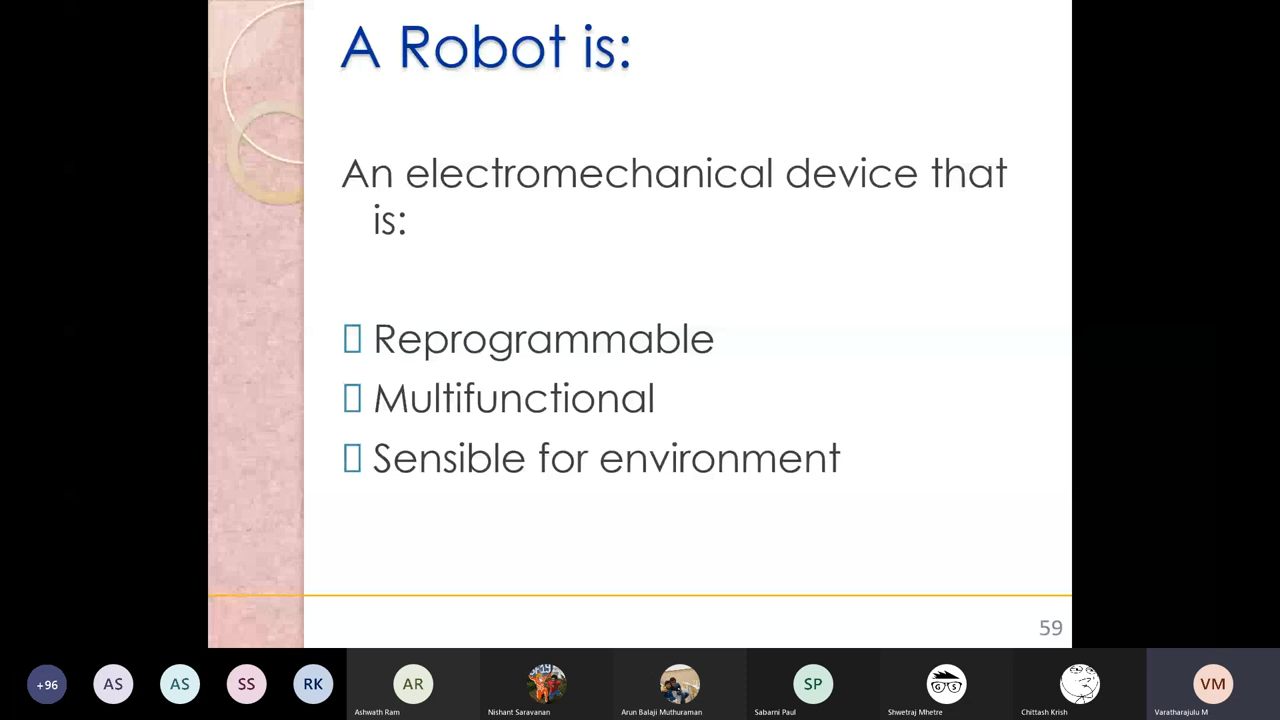 A Robot is:
An electromechanical device that
is:
Reprogrammable
Multifunctional
Sensible for environment
59
+96
AS
AS
SS
RK
AR
SP
VM
Ashwath Ram
Nishant Saravanan
Arun Balaji Muthuraman
Sabarni Paul
Shwetraj Mhetre
Chittash Krish
Varatharajulu M